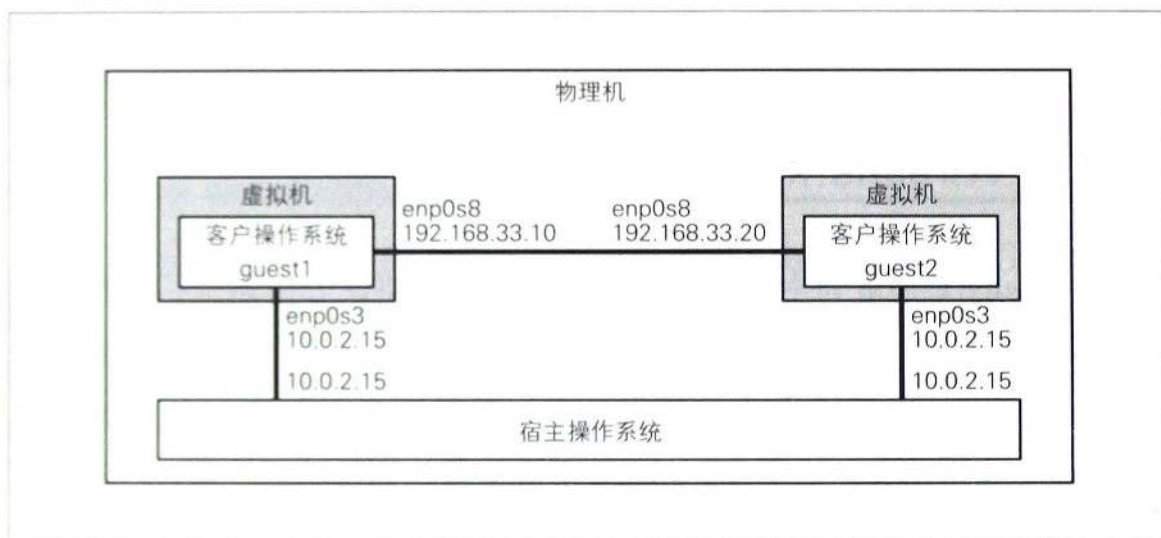 物理机
虚拟机
客户操作系统
guest1
enp0s8
192.168.33.10
enp0s8
192.168.33.20
虚拟机
客户操作系统
guest2
enp0s3
10.0.2.15
10.0.2.15
enp0s3
10.0.2.15
10.0.2.15
宿主操作系统